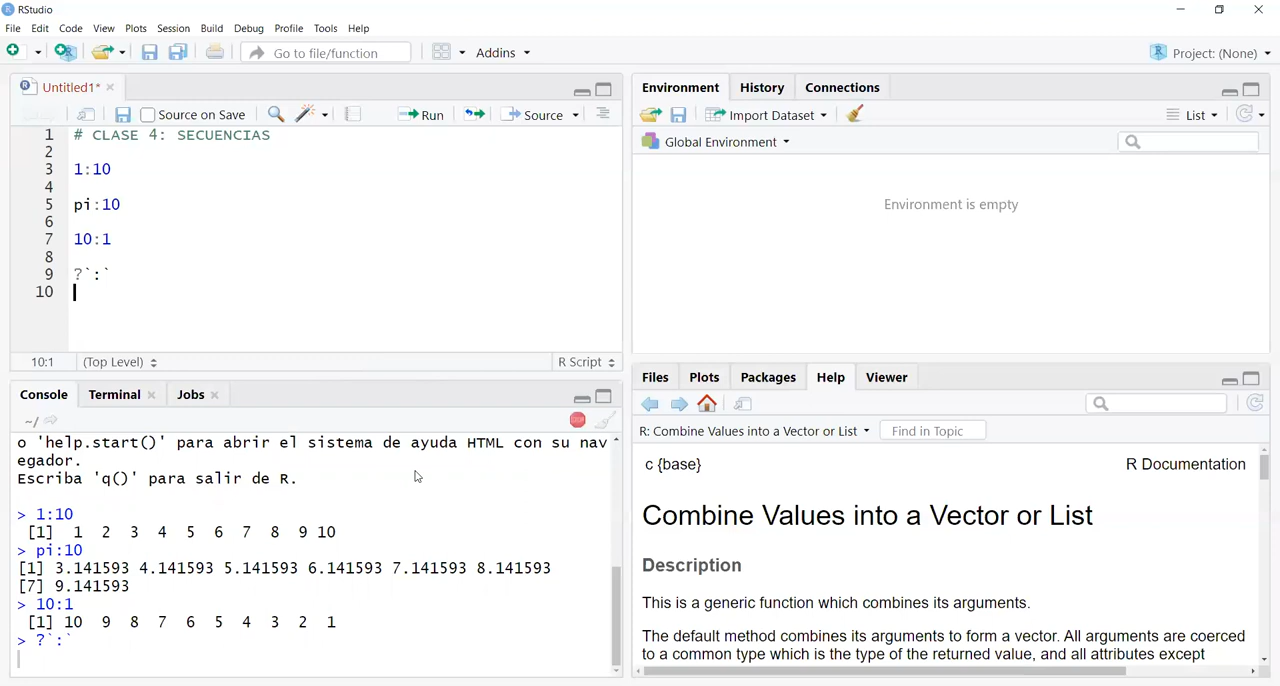 RStudio
File Edit Code View Plots Session Build Debug Profile Tools Help
Go to file/function Addins Project: (None)
Untitled1*
Source on Save Run Source
1 # CLASE 4: SECUENCIAS
2
3 1:10
4
5 pi:10
6
7 10:1
8
9 ?`:`
10
10:1 (Top Level) R Script
Console Terminal Jobs
~/
o 'help.start()' para abrir el sistema de ayuda HTML con su nav
egador.
Escriba 'q()' para salir de R.
> 1:10
[1] 1 2 3 4 5 6 7 8 9 10
> pi:10
[1] 3.141593 4.141593 5.141593 6.141593 7.141593 8.141593
[7] 9.141593
> 10:1
[1] 10 9 8 7 6 5 4 3 2 1
> ?`:`
Environment History Connections
Import Dataset List
Global Environment
Environment is empty
Files Plots Packages Help Viewer
R: Combine Values into a Vector or List Find in Topic
c {base} R Documentation
Combine Values into a Vector or List
Description
This is a generic function which combines its arguments.
The default method combines its arguments to form a vector. All arguments are coerced
to a common type which is the type of the returned value, and all attributes except